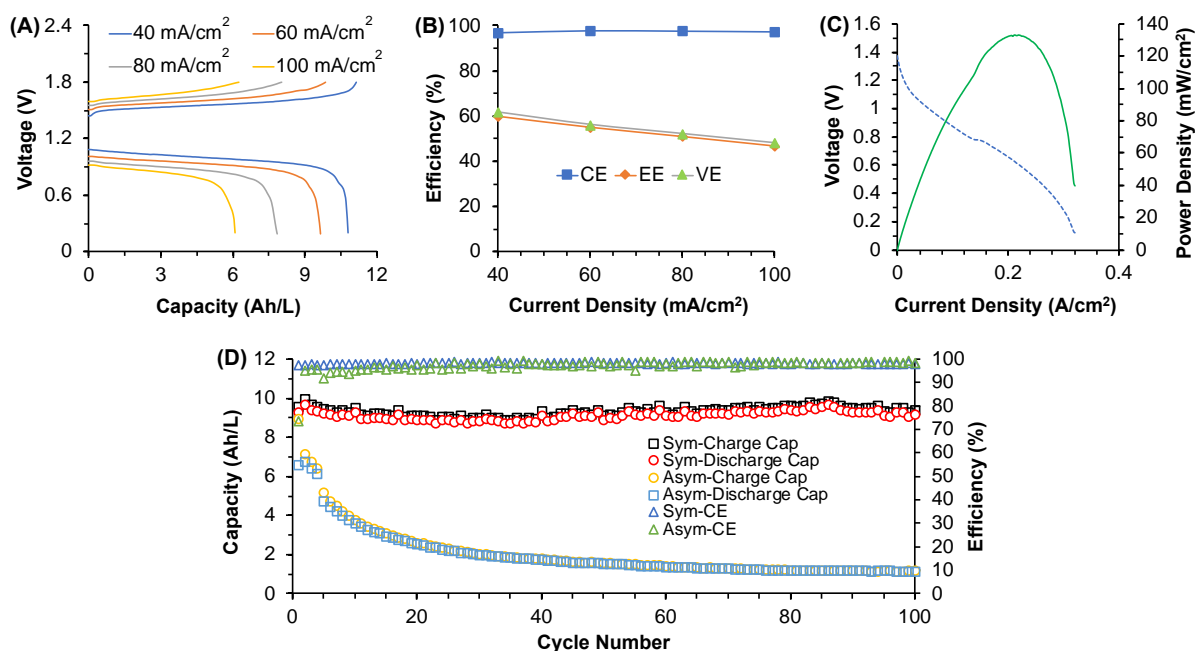 (A)
40 mA/cm²
60 mA/cm²
80 mA/cm²
100 mA/cm²
2.4
1.8
1.2
0.6
0
Voltage (V)
0 3 6 9 12
Capacity (Ah/L)
(B)
100
80
60
40
20
0
Efficiency (%)
CE EE VE
40 60 80 100
Current Density (mA/cm²)
(C)
1.6
1.4
1.2
1
0.8
0.6
0.4
0.2
0
Voltage (V)
140
120
100
80
60
40
20
0
Power Density (mW/cm²)
0 0.2 0.4
Current Density (A/cm²)
(D)
12
10
8
6
4
2
0
Capacity (Ah/L)
Sym-Charge Cap
Sym-Discharge Cap
Asym-Charge Cap
Asym-Discharge Cap
Sym-CE
Asym-CE
100
90
80
70
60
50
40
30
20
10
0
Efficiency (%)
0 20 40 60 80 100
Cycle Number